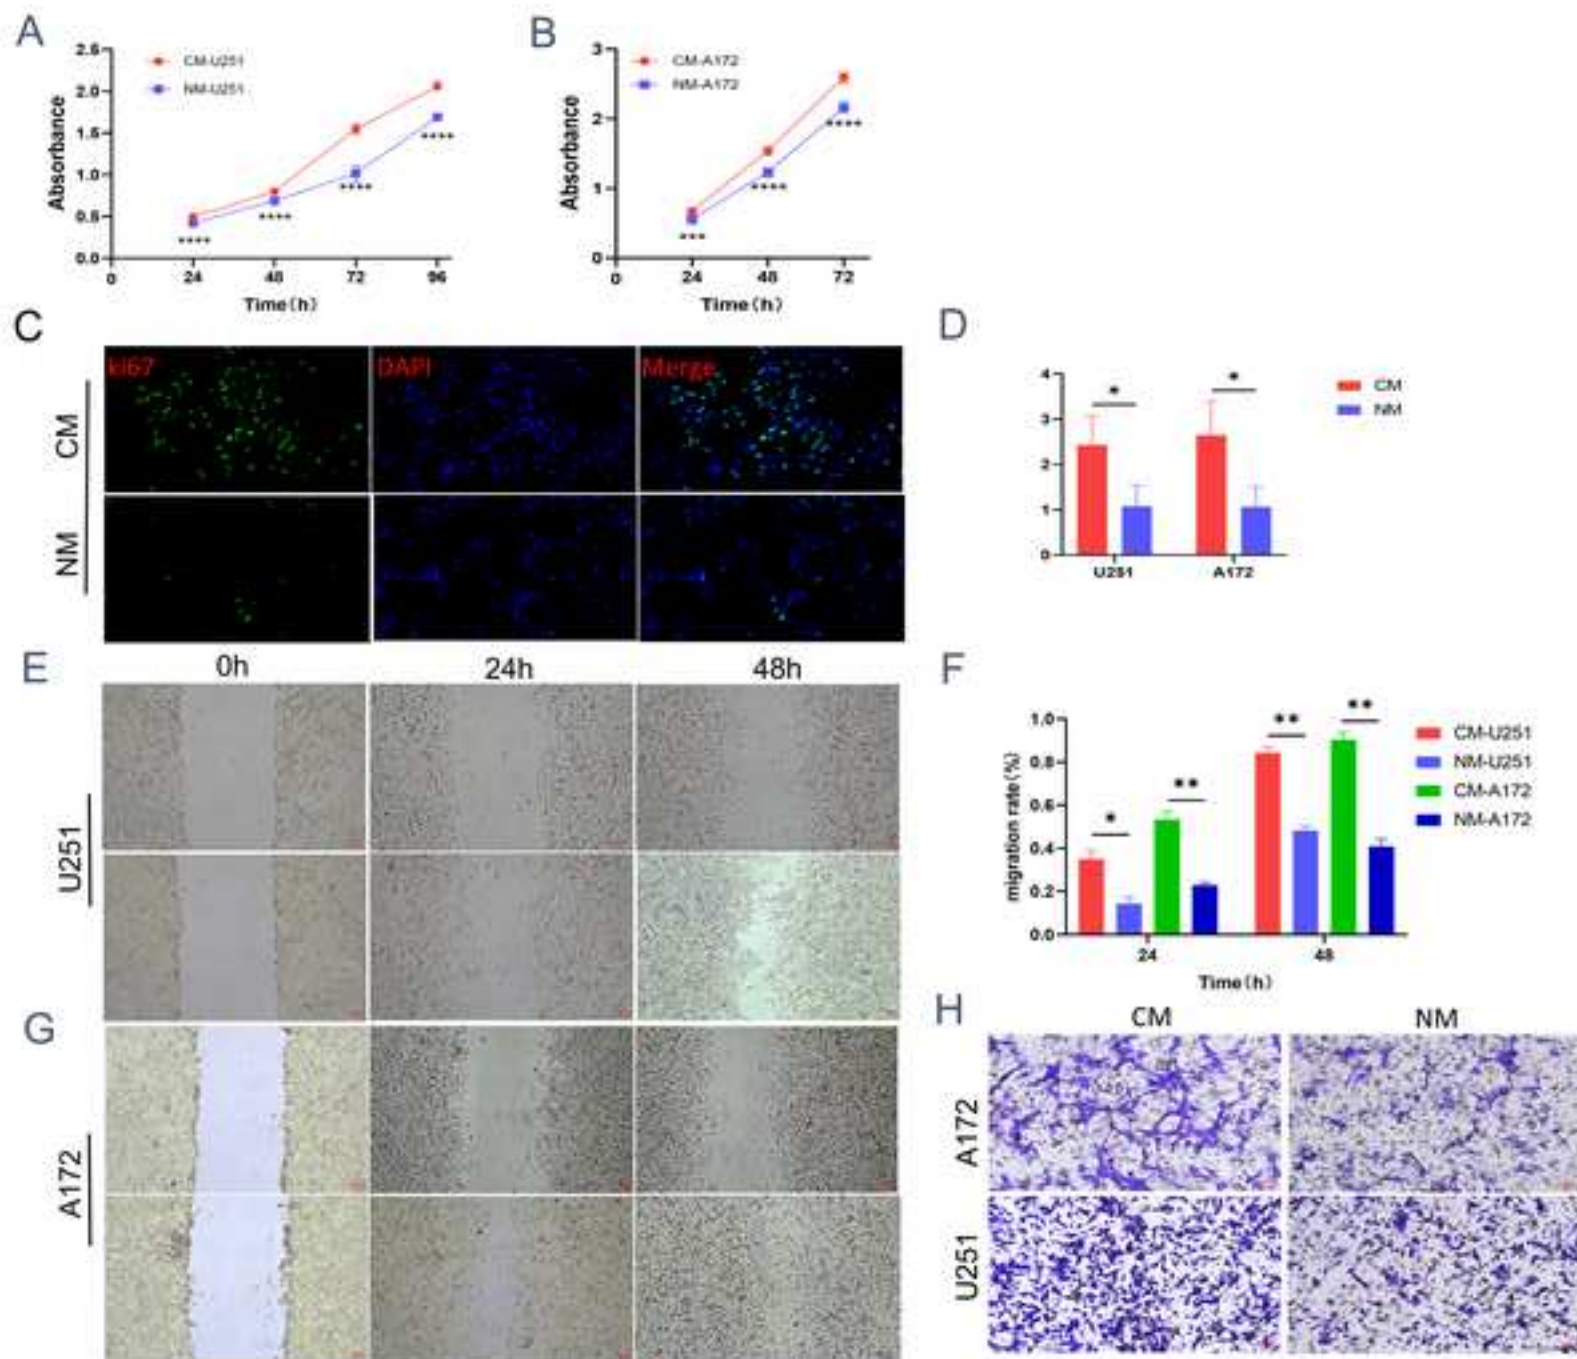 A
B
2.5
2.0
1.5
1.0
0.5
0.0
Absorbance
CM-U251
NM-U251
****
****
****
****
0
24
48
72
96
Time(h)
3
2
1
0
Absorbance
CM-A172
NM-A172
***
****
****
0
24
48
72
Time(h)
C
ki67
DAPI
Merge
CM
NM
D
4
3
2
1
0
*
*
CM
NM
U251
A172
E
0h
24h
48h
U251
F
1.0
0.8
0.6
0.4
0.2
0.0
migration rate(%)
*
**
**
**
CM-U251
NM-U251
CM-A172
NM-A172
24
48
Time(h)
G
A172
H
CM
NM
A172
U251